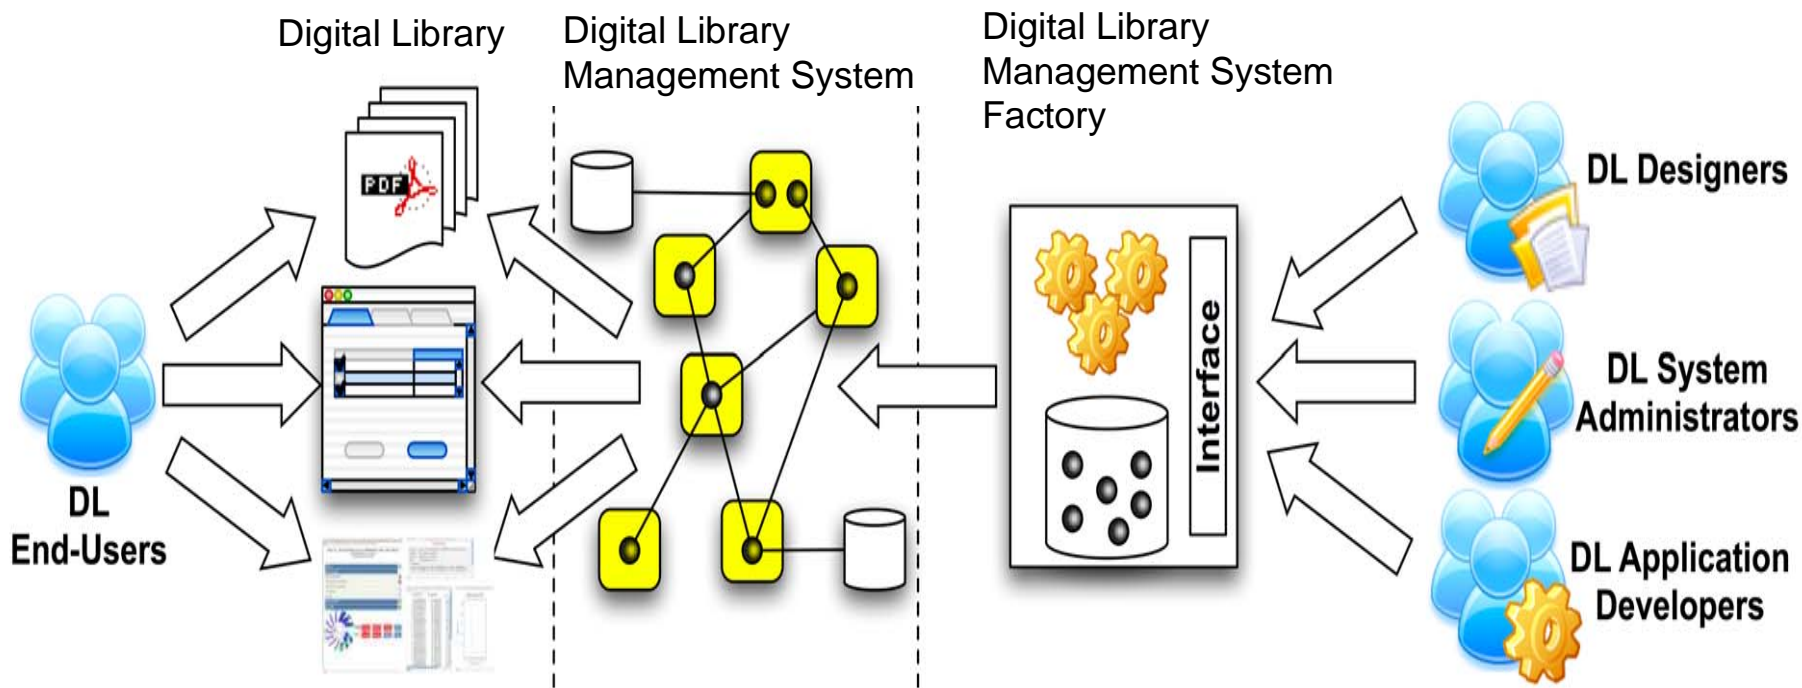 Digital Library
Digital Library
Management System
Digital Library
Management System
Factory
PDF
Interface
DL
End-Users
DL Designers
DL System
Administrators
DL Application
Developers